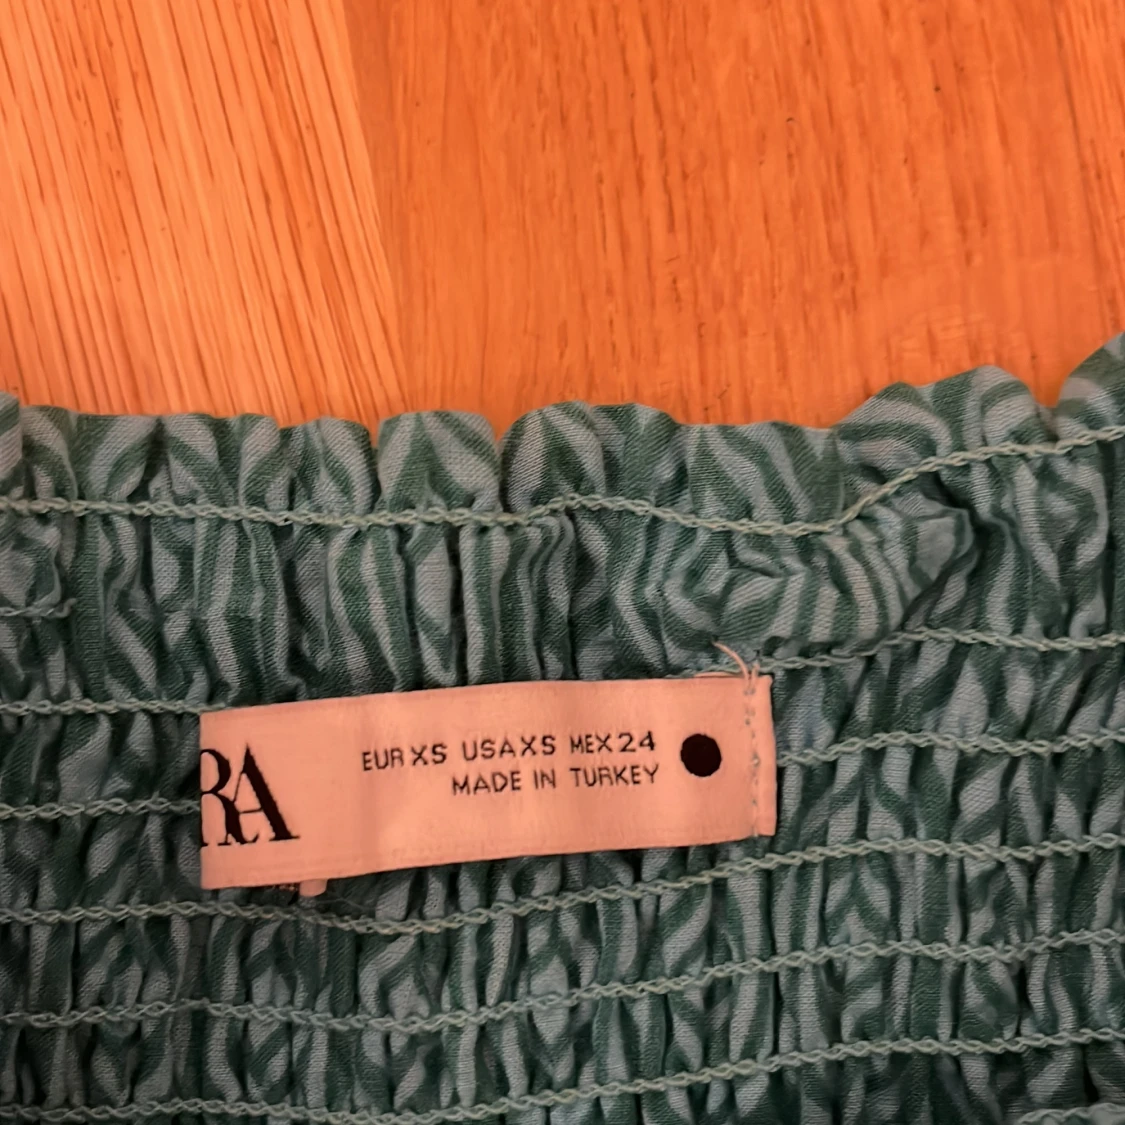 RA
EUR XS USA XS MEX 24
MADE IN TURKEY